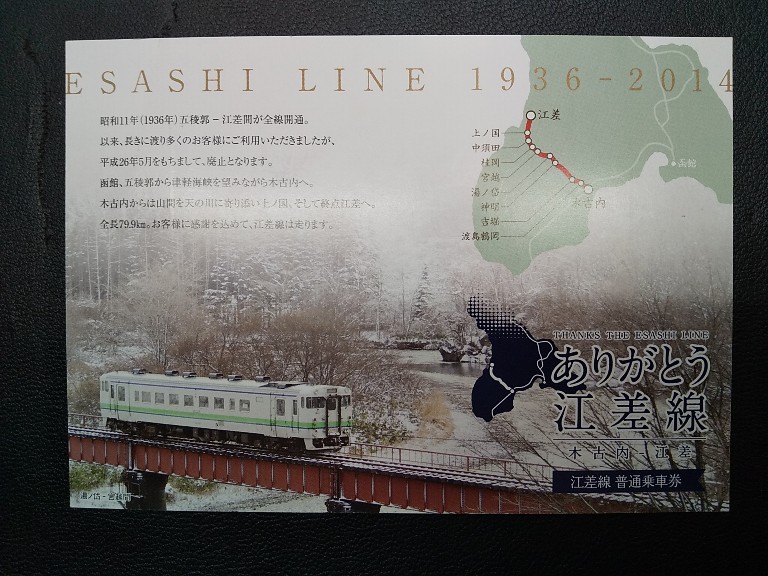 ESASHI LINE 1936-2014
昭和11年(1936年)五稜郭－江差間が全線開通。
以来、長きに渡り多くのお客様にご利用いただきましたが、
平成26年5月をもちまして、廃止となります。
函館、五稜郭から津軽海峡を望みながら木古内へ。
木古内からは山間を天の川に寄り添い上ノ国、そして終点江差へ。
全長79.9km。お客様に感謝を込めて、江差線は走ります。
江差
上ノ国
中須田
桂岡
宮越
湯ノ岱
神明
吉堀
渡島鶴岡
木古内
函館
THANKS THE ESASHI LINE
ありがとう
江差線
木古内－江差
江差線 普通乗車券
湯ノ岱－宮越間